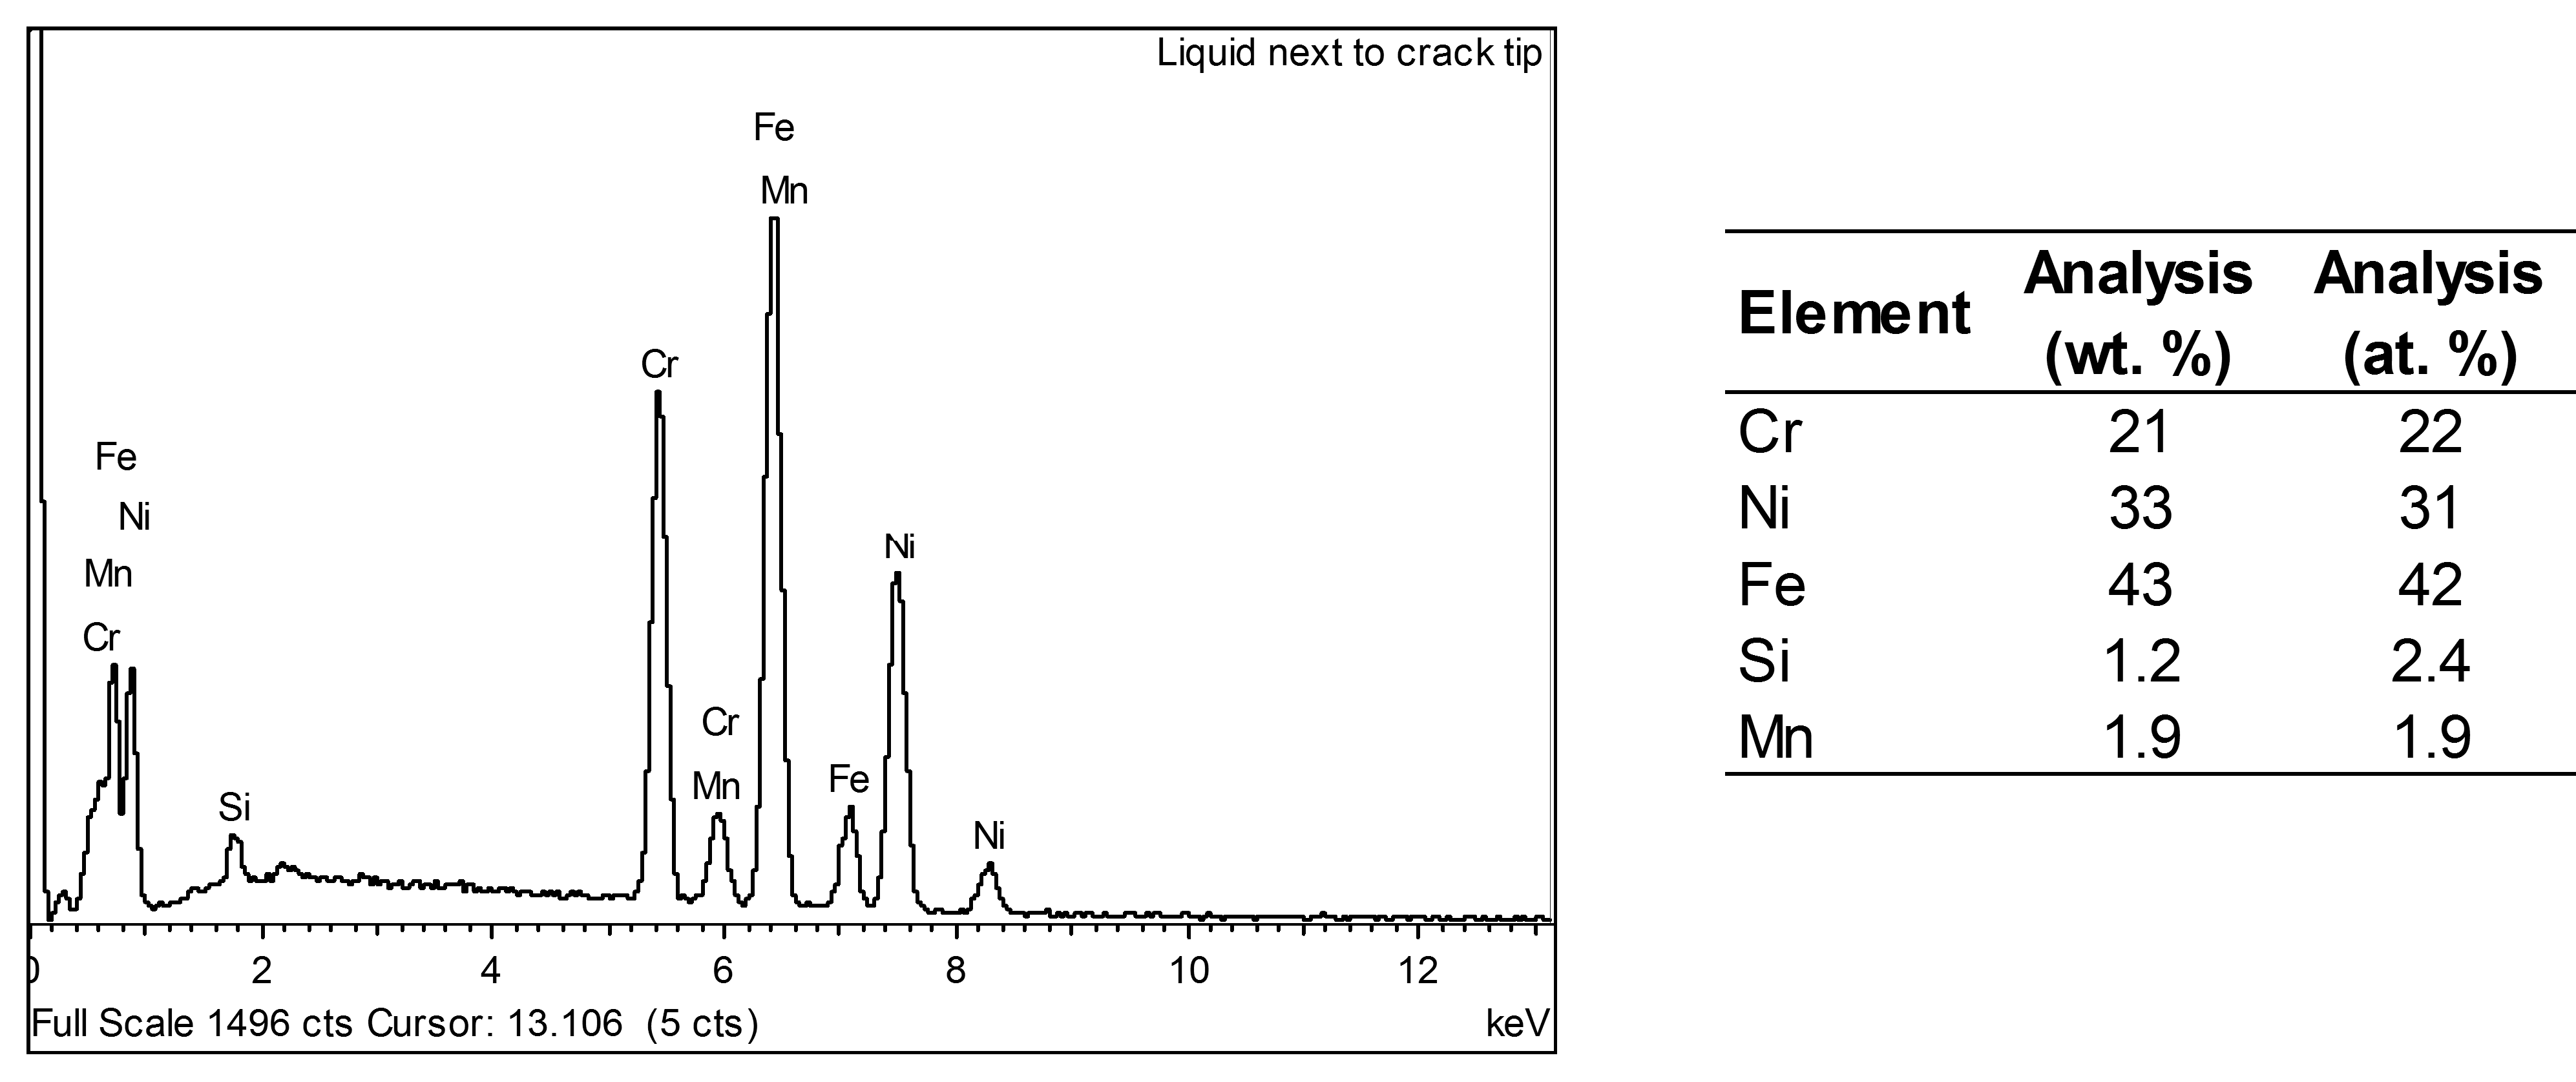 Liquid next to crack tip
Fe
Mn
Cr
Fe
Ni
Ni
Mn
Cr
Cr
Si
Mn
Fe
Ni
0 2 4 6 8 10 12
Full Scale 1496 cts Cursor: 13.106 (5 cts) keV
Element Analysis (wt. %) Analysis (at. %)
Cr 21 22
Ni 33 31
Fe 43 42
Si 1.2 2.4
Mn 1.9 1.9